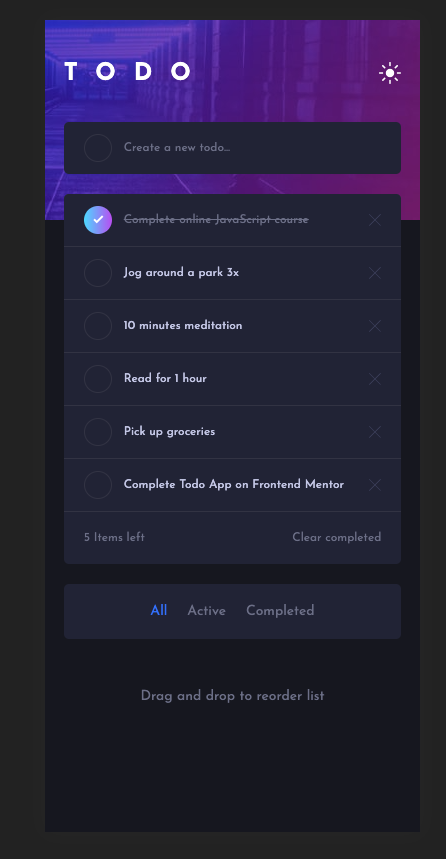 TODO
Create a new todo...
Complete online JavaScript course
Jog around a park 3x
10 minutes meditation
Read for 1 hour
Pick up groceries
Complete Todo App on Frontend Mentor
5 Items left Clear completed
All Active Completed
Drag and drop to reorder list